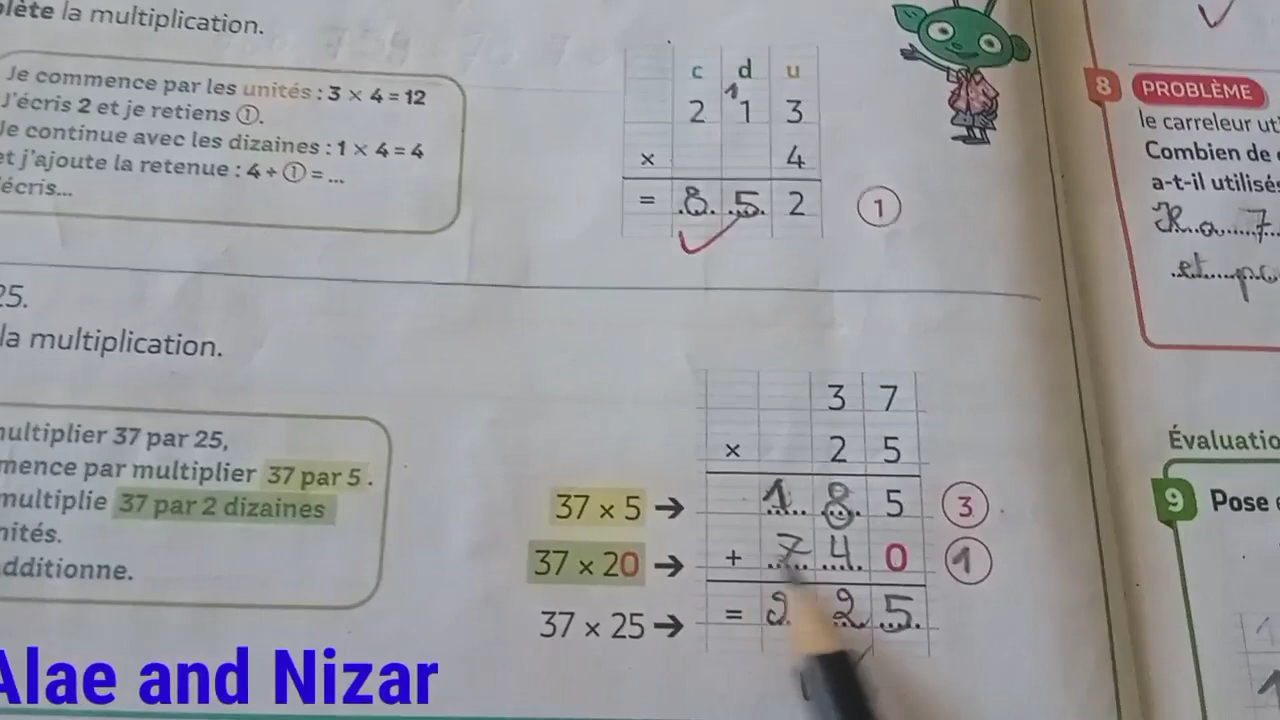 plète la multiplication.
Je commence par les unités : 3 × 4 = 12
J'écris 2 et je retiens ①.
Je continue avec les dizaines : 1 × 4 = 4
et j'ajoute la retenue : 4 + ① = ...
écris...
c d u
1
2 1 3
× 4
= 8 5 2
1
25.
la multiplication.
multiplier 37 par 25,
mence par multiplier 37 par 5.
multiplie 37 par 2 dizaines
nités.
dditionne.
3 7
× 2 5
37 × 5 → 1 8 5 3
37 × 20 → + 7 4 0 1
37 × 25 → = 9 2 5
8 PROBLÈME
le carreleur uti
Combien de
a-t-il utilisés
a 7
et
Évaluatio
9 Pose
Alae and Nizar